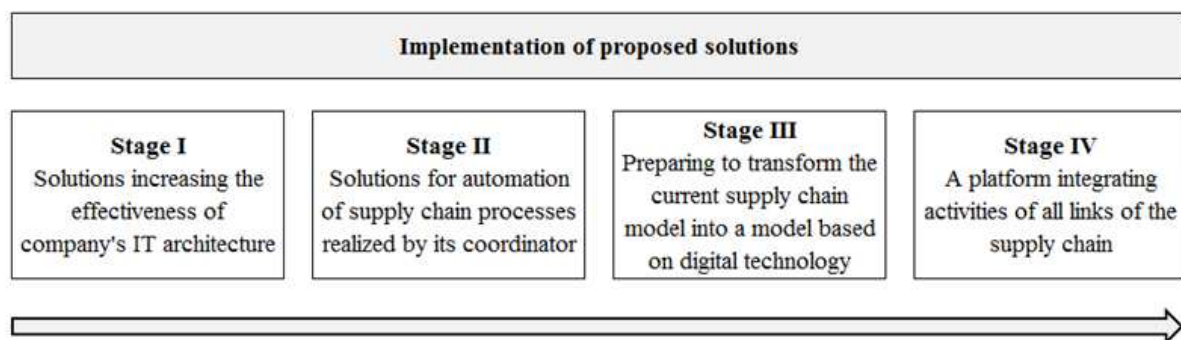 Implementation of proposed solutions
Stage I
Solutions increasing the
effectiveness of
company's IT architecture
Stage II
Solutions for automation
of supply chain processes
realized by its coordinator
Stage III
Preparing to transform the
current supply chain
model into a model based
on digital technology
Stage IV
A platform integrating
activities of all links of the
supply chain